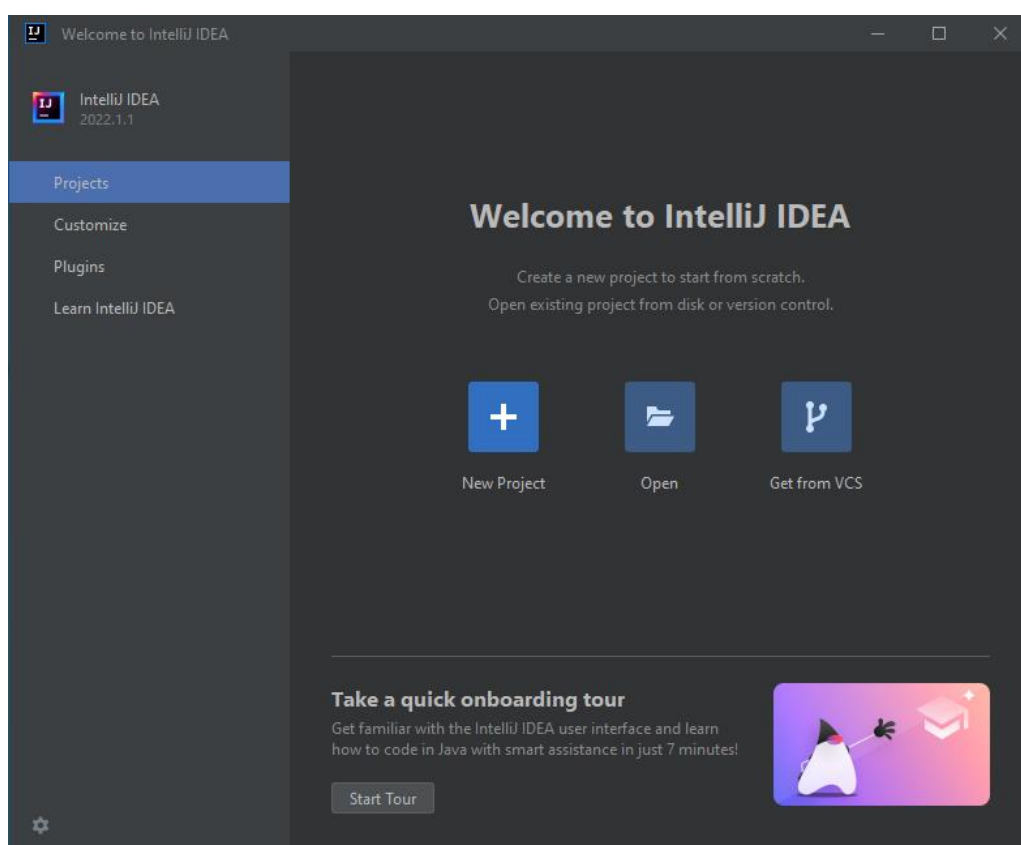 Welcome to IntelliJ IDEA
IntelliJ IDEA
2022.1.1
Projects
Customize
Plugins
Learn IntelliJ IDEA
Welcome to IntelliJ IDEA
Create a new project to start from scratch.
Open existing project from disk or version control.
New Project
Open
Get from VCS
Take a quick onboarding tour
Get familiar with the IntelliJ IDEA user interface and learn
how to code in Java with smart assistance in just 7 minutes!
Start Tour